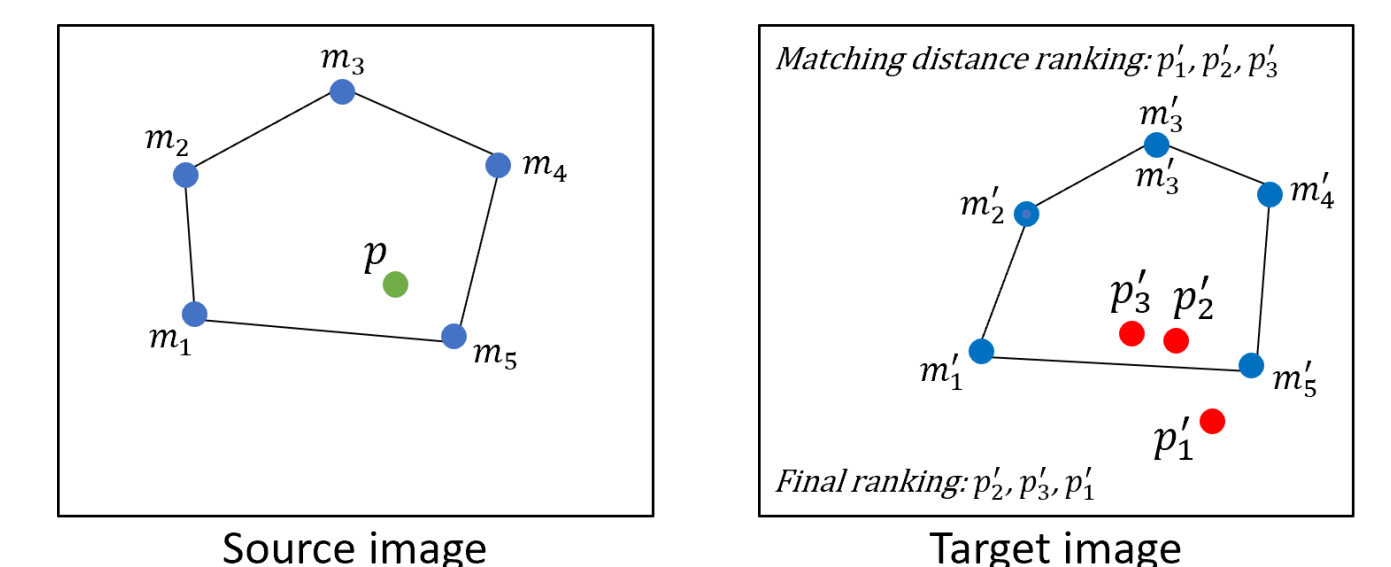 m₃
m₂
m₄
p
m₁
m₅
Source image
Matching distance ranking: p′₁, p′₂, p′₃
m′₃
m′₃
m′₂
m′₄
p′₃ p′₂
m′₁
m′₅
p′₁
Final ranking: p′₂, p′₃, p′₁
Target image